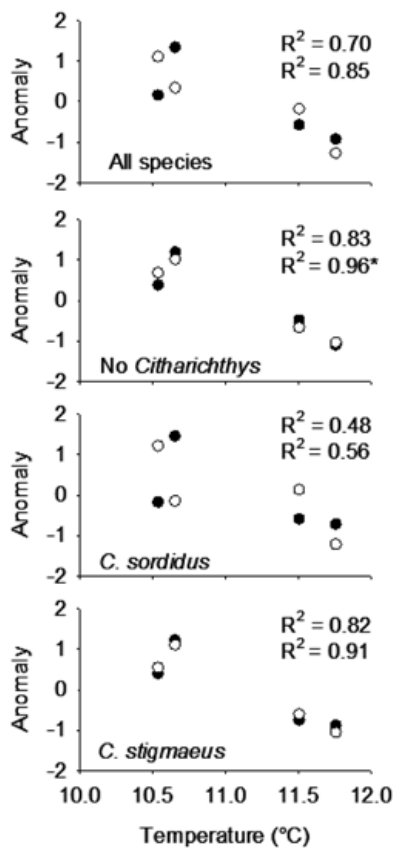 2
1
0
-1
-2
Anomaly
R² = 0.70
R² = 0.85
All species
2
1
0
-1
-2
Anomaly
R² = 0.83
R² = 0.96*
No Citharichthys
2
1
0
-1
-2
Anomaly
R² = 0.48
R² = 0.56
C. sordidus
2
1
0
-1
-2
Anomaly
R² = 0.82
R² = 0.91
C. stigmaeus
10.0 10.5 11.0 11.5 12.0
Temperature (°C)